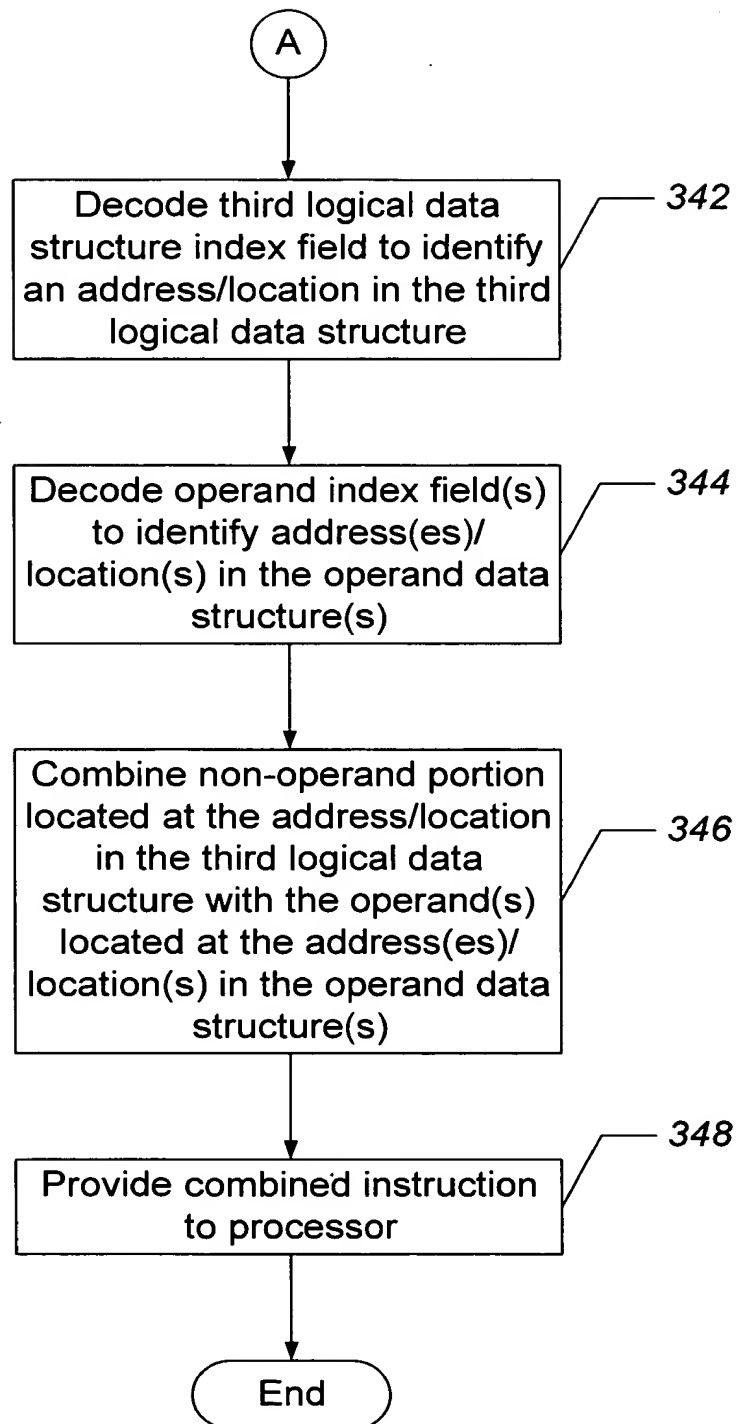 A
Decode third logical data
structure index field to identify
an address/location in the third
logical data structure
342
Decode operand index field(s)
to identify address(es)/
location(s) in the operand data
structure(s)
344
Combine non-operand portion
located at the address/location
in the third logical data
structure with the operand(s)
located at the address(es)/
location(s) in the operand data
structure(s)
346
Provide combined instruction
to processor
348
End